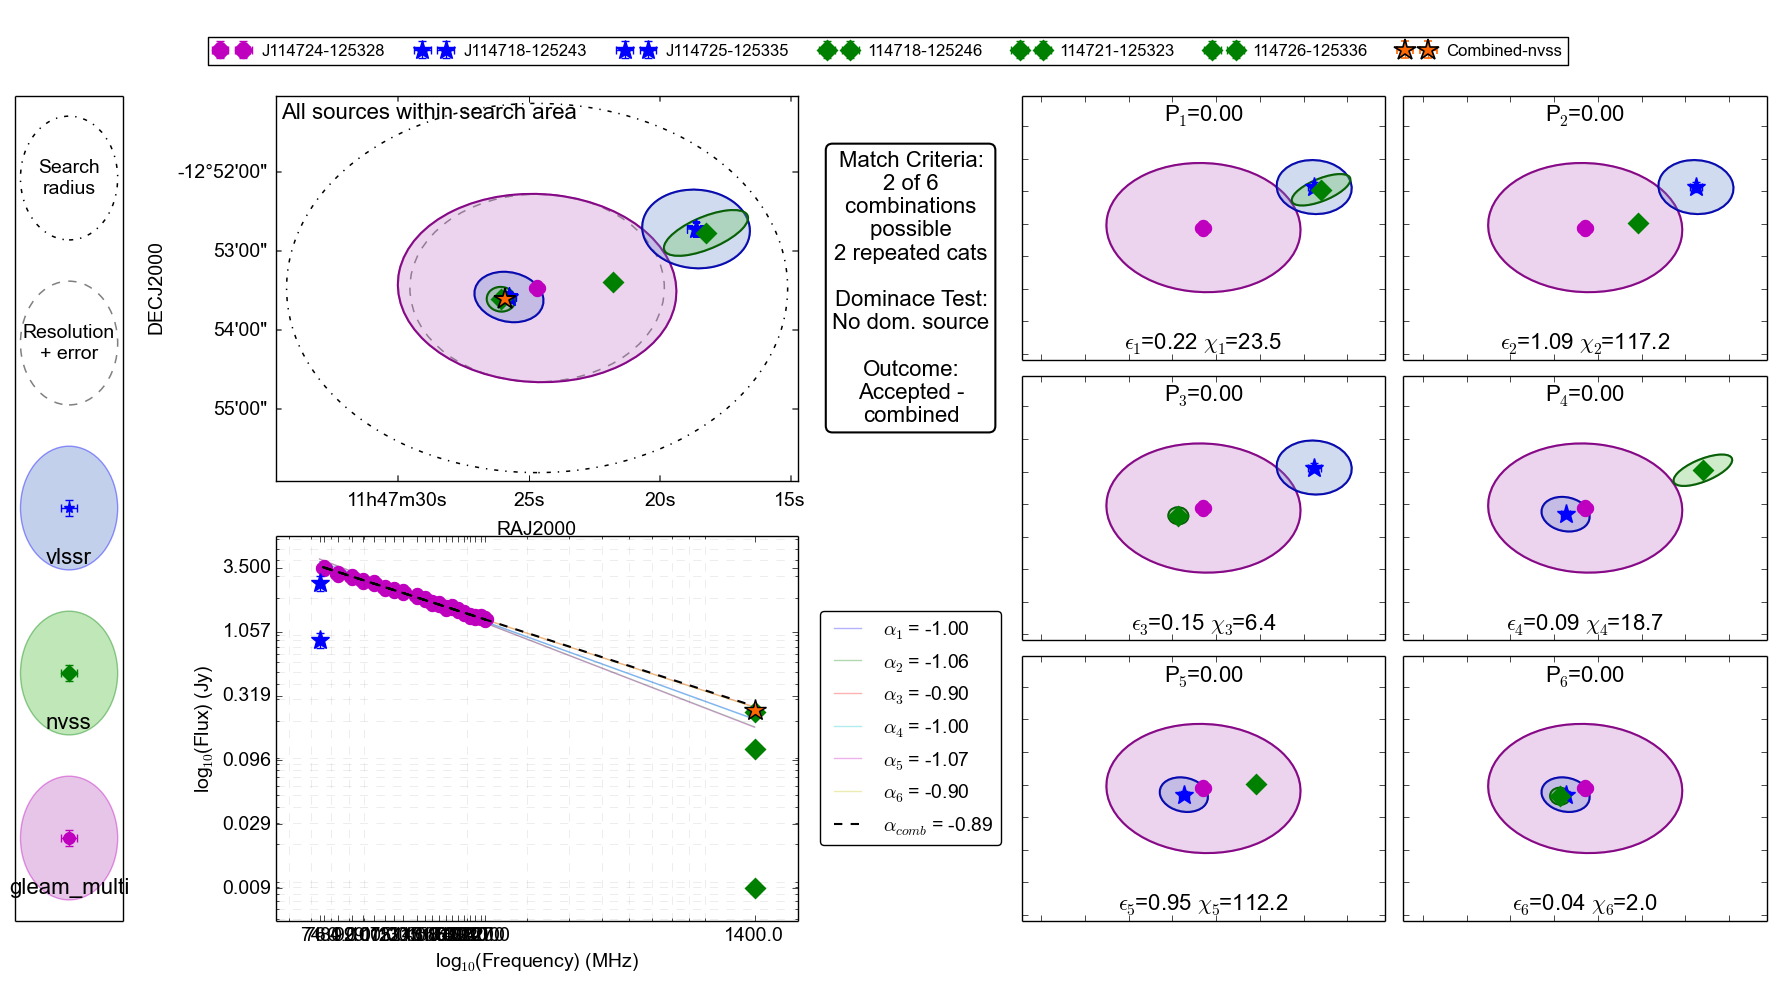 J114724-125328 J114718-125243 J114725-125335 114718-125246 114721-125323 114726-125336 Combined-nvss
Search
radius
Resolution
+ error
vlssr
nvss
gleam_multi
All sources within search area
-12°52'00"
53'00"
54'00"
55'00"
DECJ2000
11h47m30s 25s 20s 15s
RAJ2000
3.500
1.057
0.319
0.096
0.029
0.009
log10(Flux) (Jy)
1400.0
log10(Frequency) (MHz)
Match Criteria:
2 of 6
combinations
possible
2 repeated cats
Dominace Test:
No dom. source
Outcome:
Accepted -
combined
α1 = -1.00
α2 = -1.06
α3 = -0.90
α4 = -1.00
α5 = -1.07
α6 = -0.90
αcomb = -0.89
P1=0.00
ϵ1=0.22 χ1=23.5
P2=0.00
ϵ2=1.09 χ2=117.2
P3=0.00
ϵ3=0.15 χ3=6.4
P4=0.00
ϵ4=0.09 χ4=18.7
P5=0.00
ϵ5=0.95 χ5=112.2
P6=0.00
ϵ6=0.04 χ6=2.0